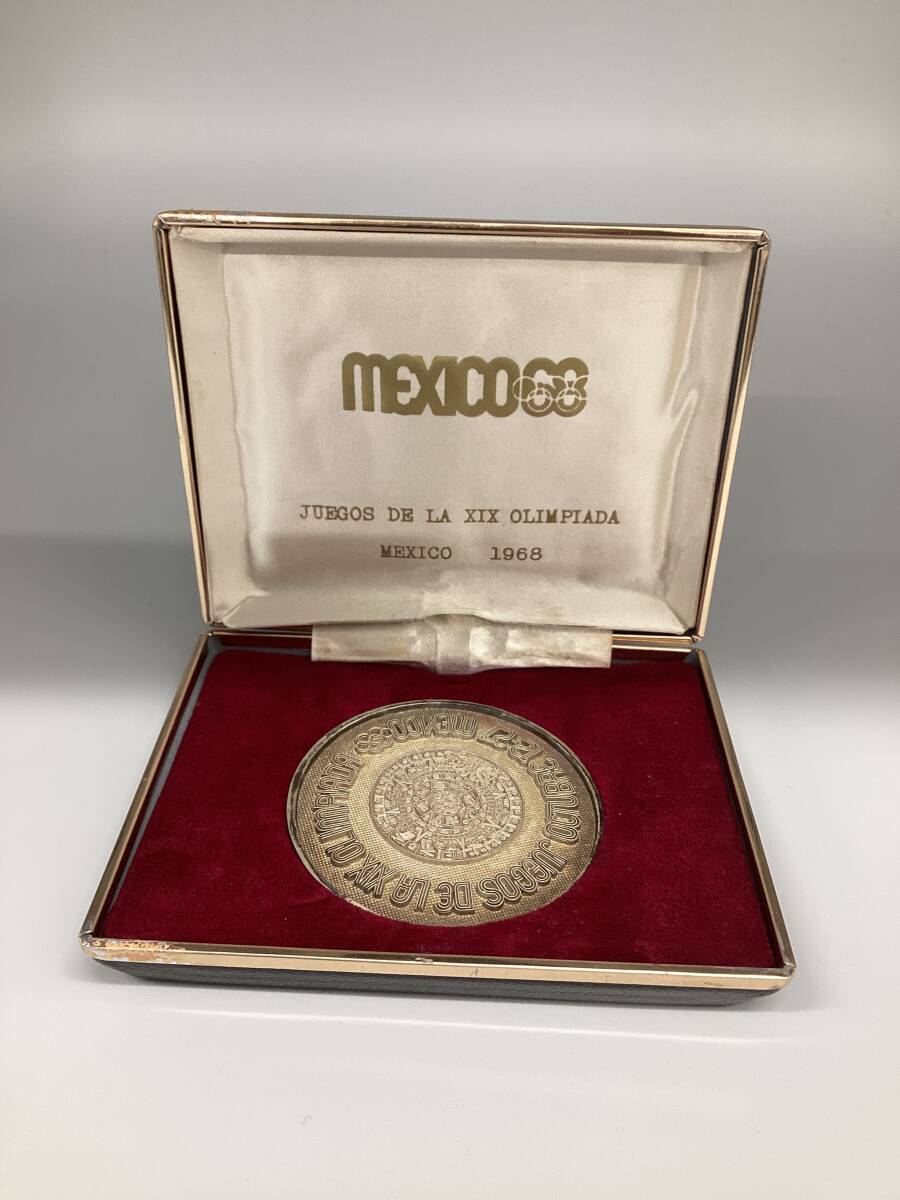 MEXICO68
JUEGOS DE LA XIX OLIMPIADA
MEXICO 1968
JUEGOS DE LA XIX OLIMPIADA MEXICO68 12-27 OCTUBRE